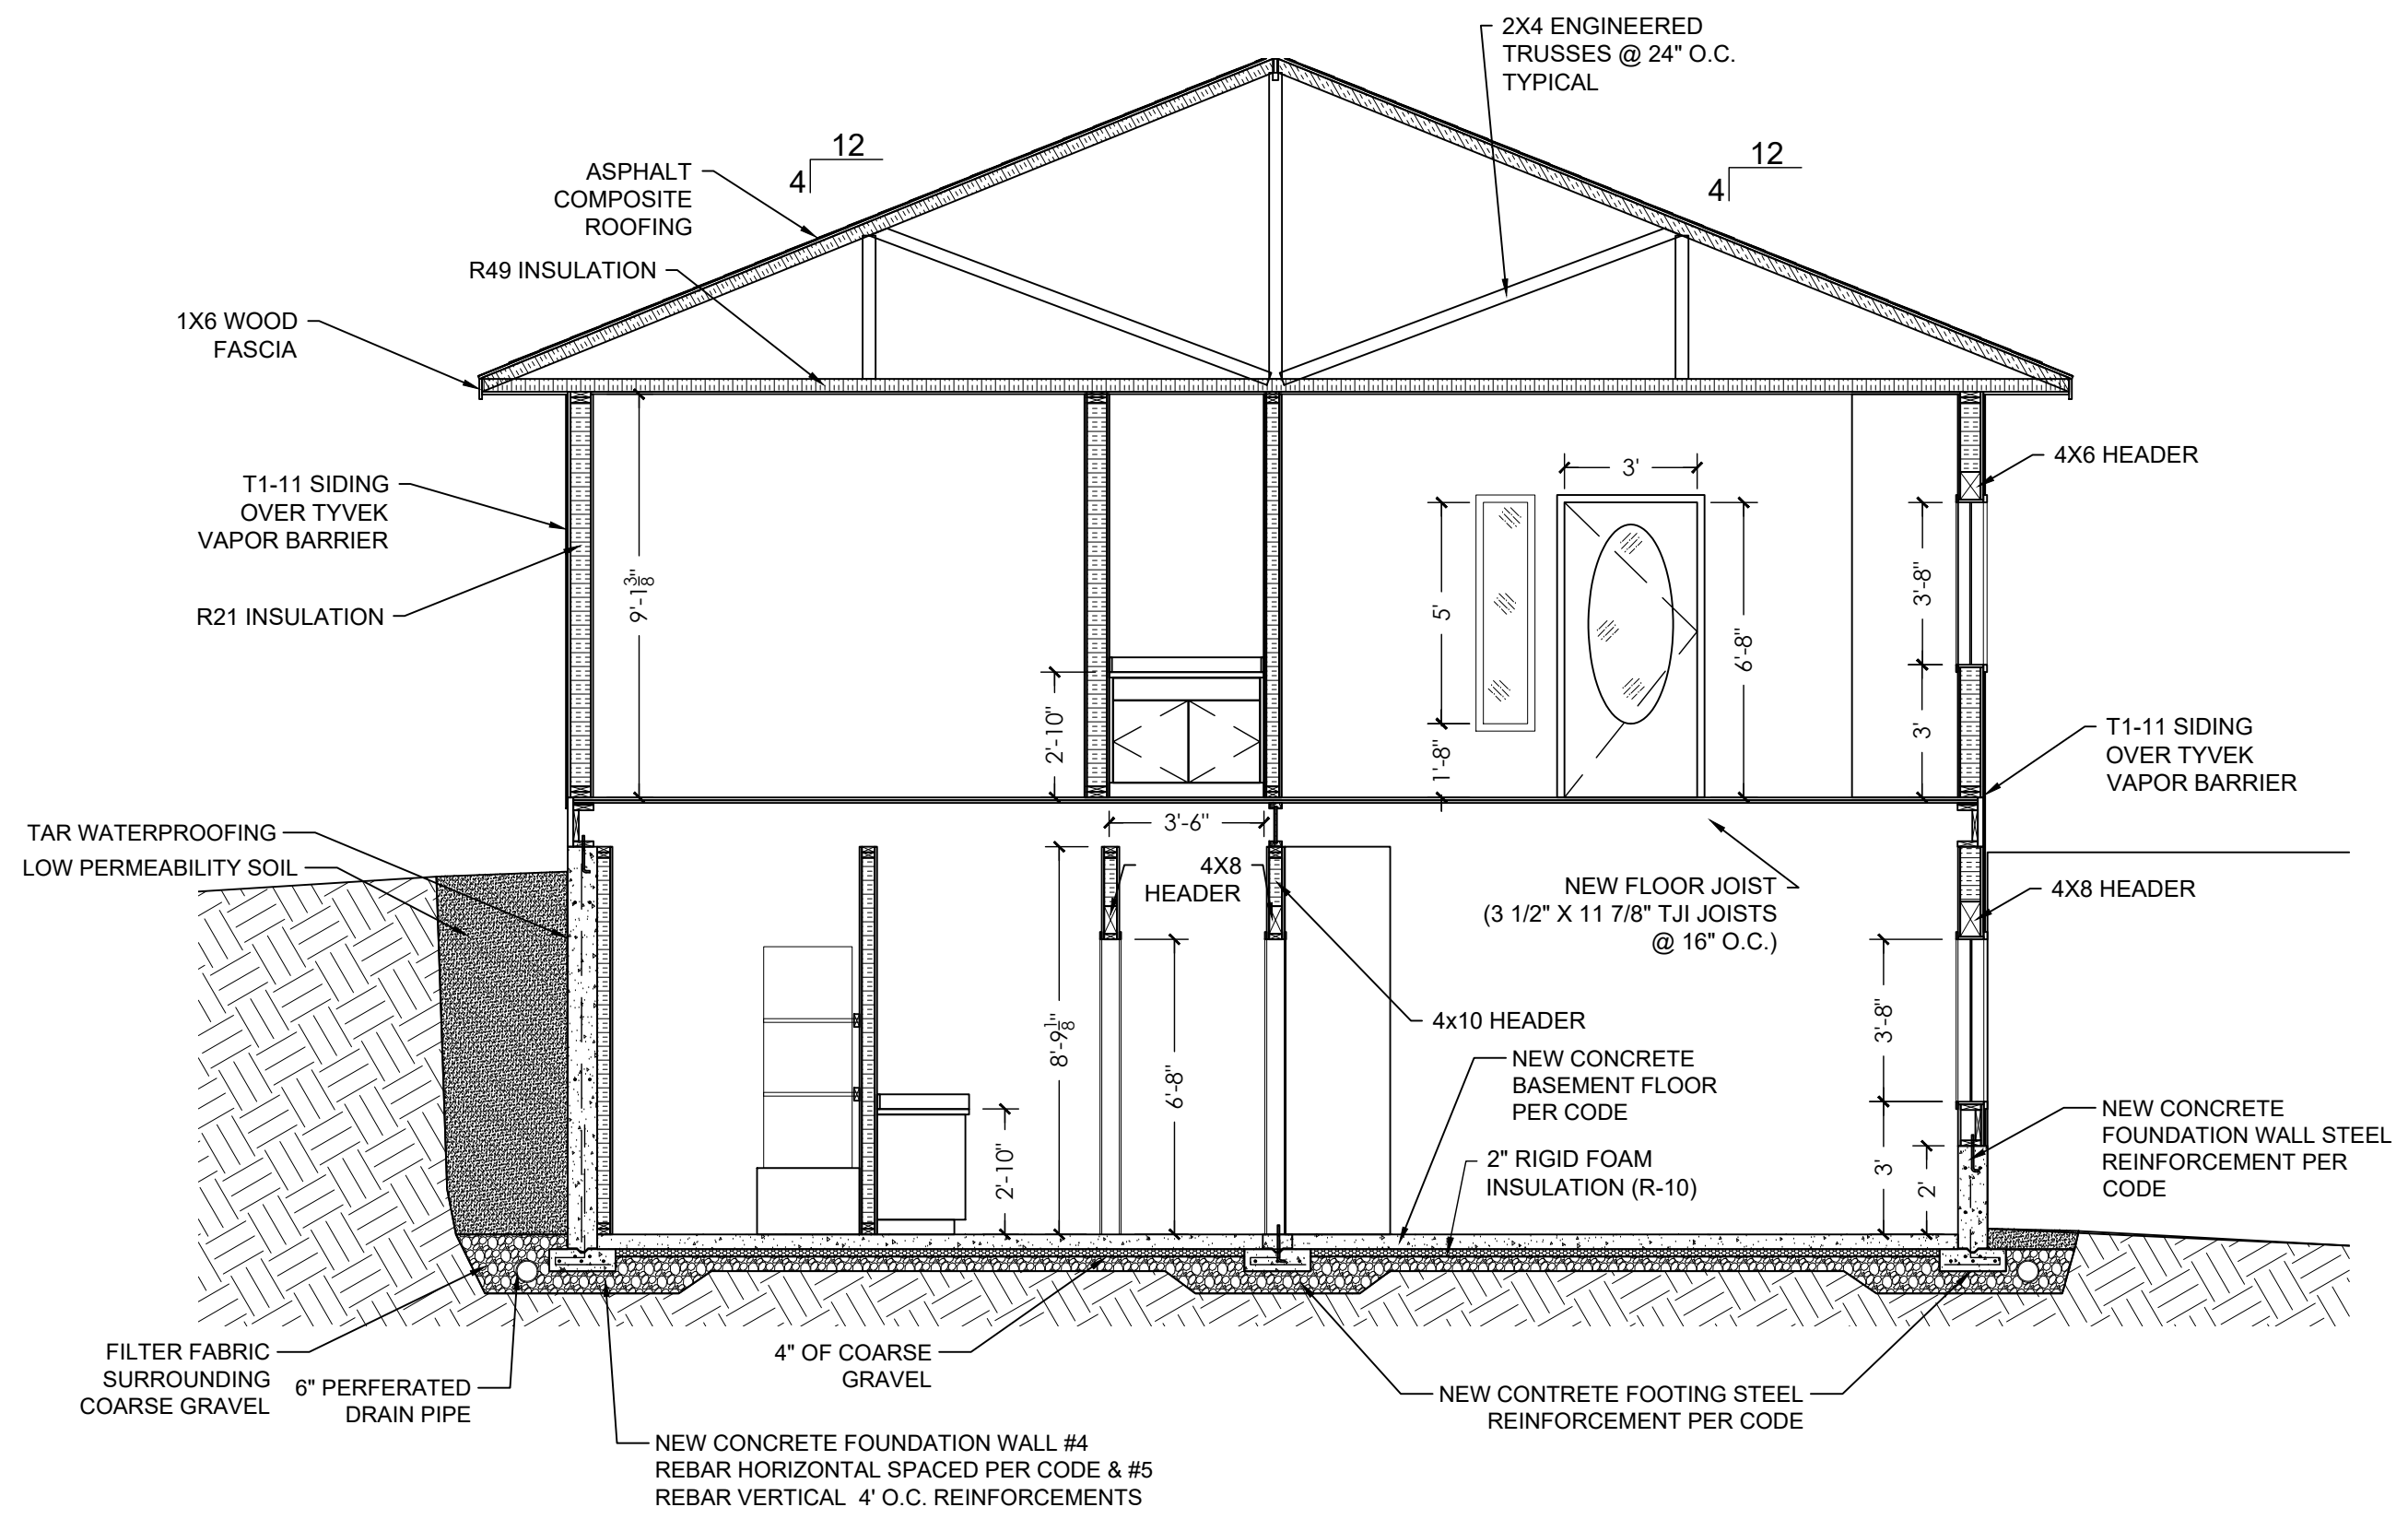 2X4 ENGINEERED
TRUSSES @ 24" O.C.
TYPICAL
12
4
12
4
ASPHALT
COMPOSITE
ROOFING
R49 INSULATION
1X6 WOOD
FASCIA
4X6 HEADER
3'
T1-11 SIDING
OVER TYVEK
VAPOR BARRIER
R21 INSULATION
9'-1 3/8"
5'
6'-8"
3'-8"
2'-10"
1'-8"
3'
T1-11 SIDING
OVER TYVEK
VAPOR BARRIER
TAR WATERPROOFING
LOW PERMEABILITY SOIL
3'-6"
4X8
HEADER
NEW FLOOR JOIST
(3 1/2" X 11 7/8" TJI JOISTS
@ 16" O.C.)
4X8 HEADER
8'-9 1/8"
6'-8"
4x10 HEADER
3'-8"
NEW CONCRETE
BASEMENT FLOOR
PER CODE
2" RIGID FOAM
INSULATION (R-10)
2'-10"
3'
2'
NEW CONCRETE
FOUNDATION WALL STEEL
REINFORCEMENT PER
CODE
FILTER FABRIC
SURROUNDING
COARSE GRAVEL
6" PERFERATED
DRAIN PIPE
4" OF COARSE
GRAVEL
NEW CONTRETE FOOTING STEEL
REINFORCEMENT PER CODE
NEW CONCRETE FOUNDATION WALL #4
REBAR HORIZONTAL SPACED PER CODE & #5
REBAR VERTICAL 4' O.C. REINFORCEMENTS